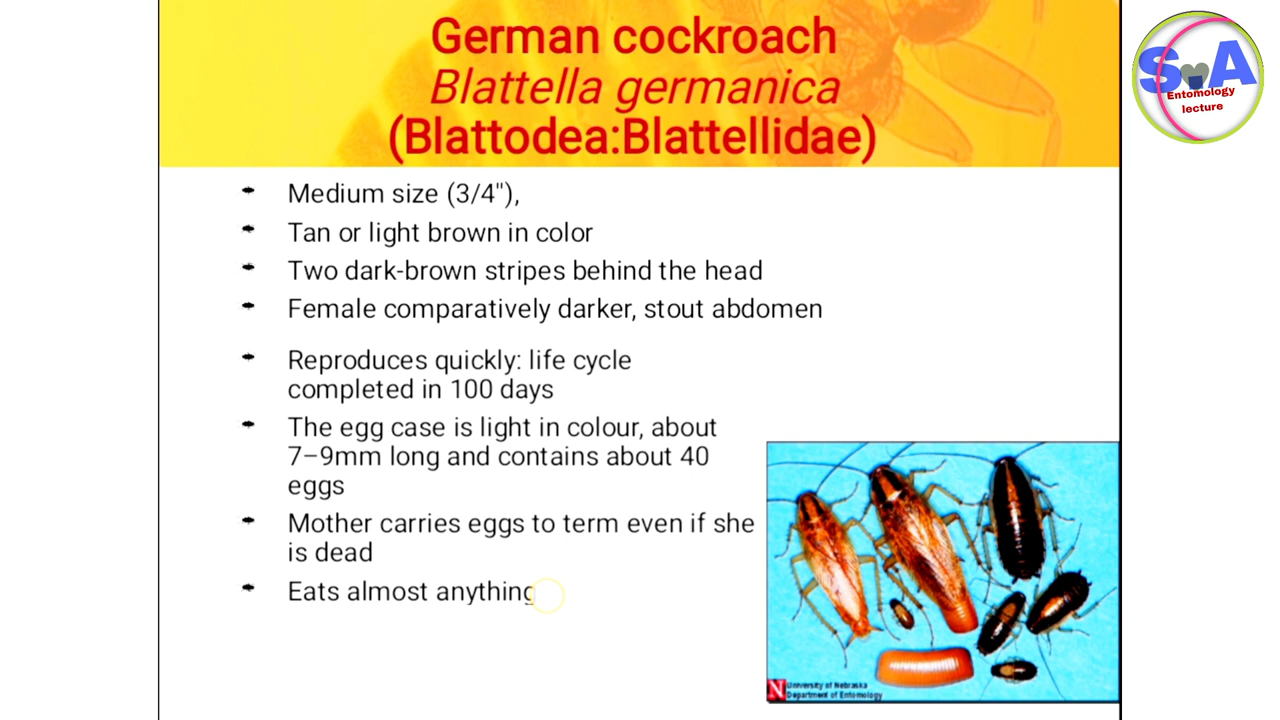 German cockroach
Blattella germanica
(Blattodea:Blattellidae)
S A
Entomology
lecture
Medium size (3/4"),
Tan or light brown in color
Two dark-brown stripes behind the head
Female comparatively darker, stout abdomen
Reproduces quickly: life cycle
completed in 100 days
The egg case is light in colour, about
7–9mm long and contains about 40
eggs
Mother carries eggs to term even if she
is dead
Eats almost anything
N University of Nebraska
Department of Entomology